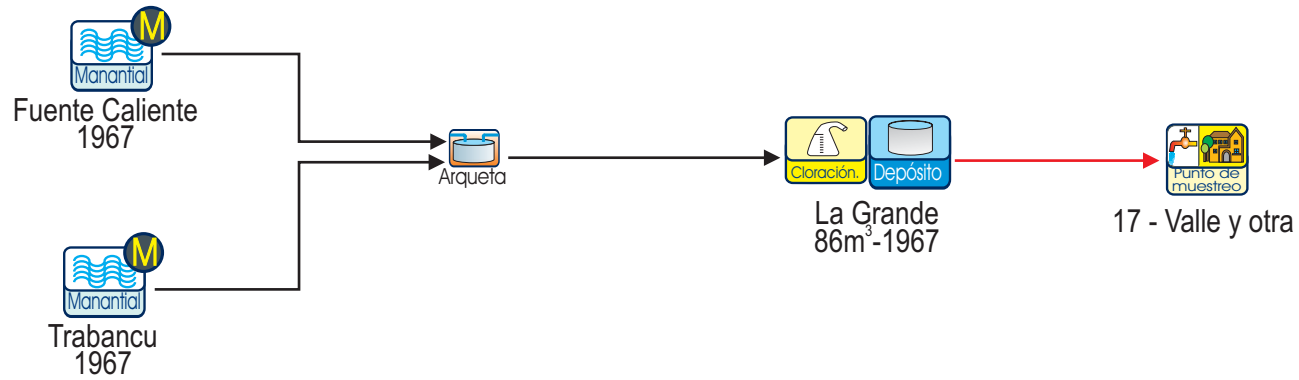 M
Manantial
Fuente Caliente
1967
M
Manantial
Trabancu
1967
Arqueta
Cloración.
Depósito
La Grande
86m³-1967
Punto de
muestreo
17 - Valle y otra